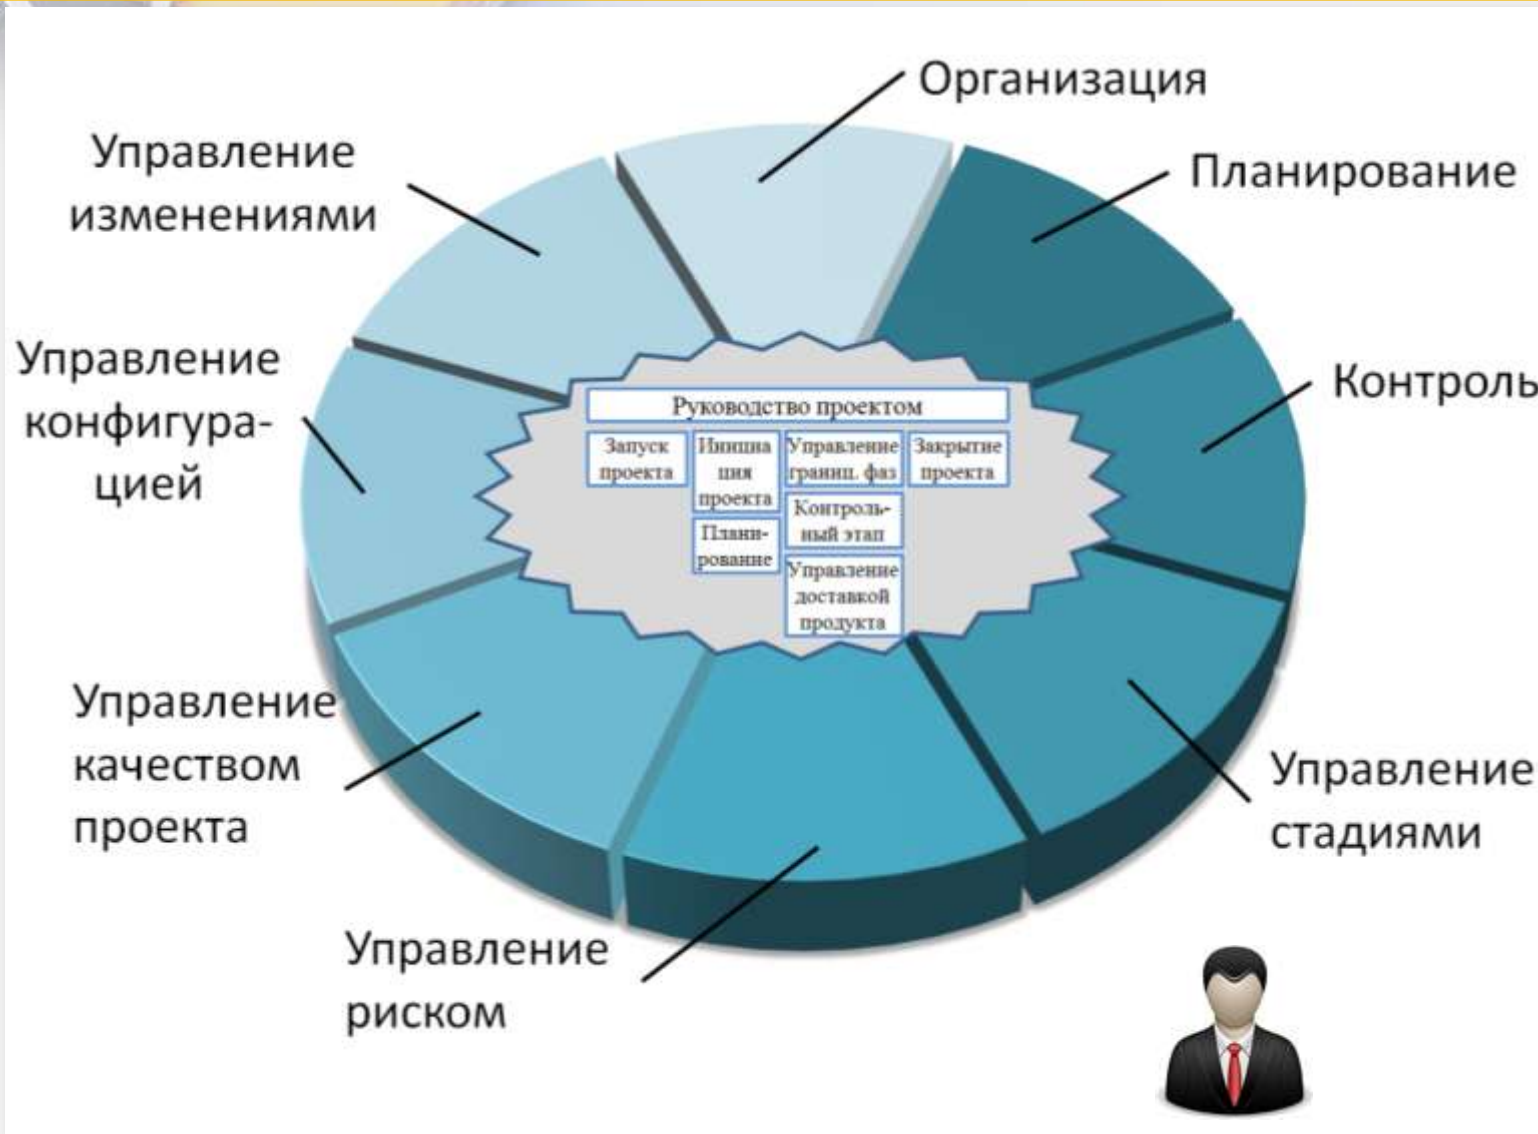 Организация
Планирование
Контроль
Управление
стадиями
Управление
риском
Управление
качеством
проекта
Управление
конфигура-
цией
Управление
изменениями
Руководство проектом
Запуск
проекта
Инициа
ция
проекта
Плани-
рование
Управление
границ. фаз
Контроль-
ный этап
Управление
доставкой
продукта
Закрытие
проекта